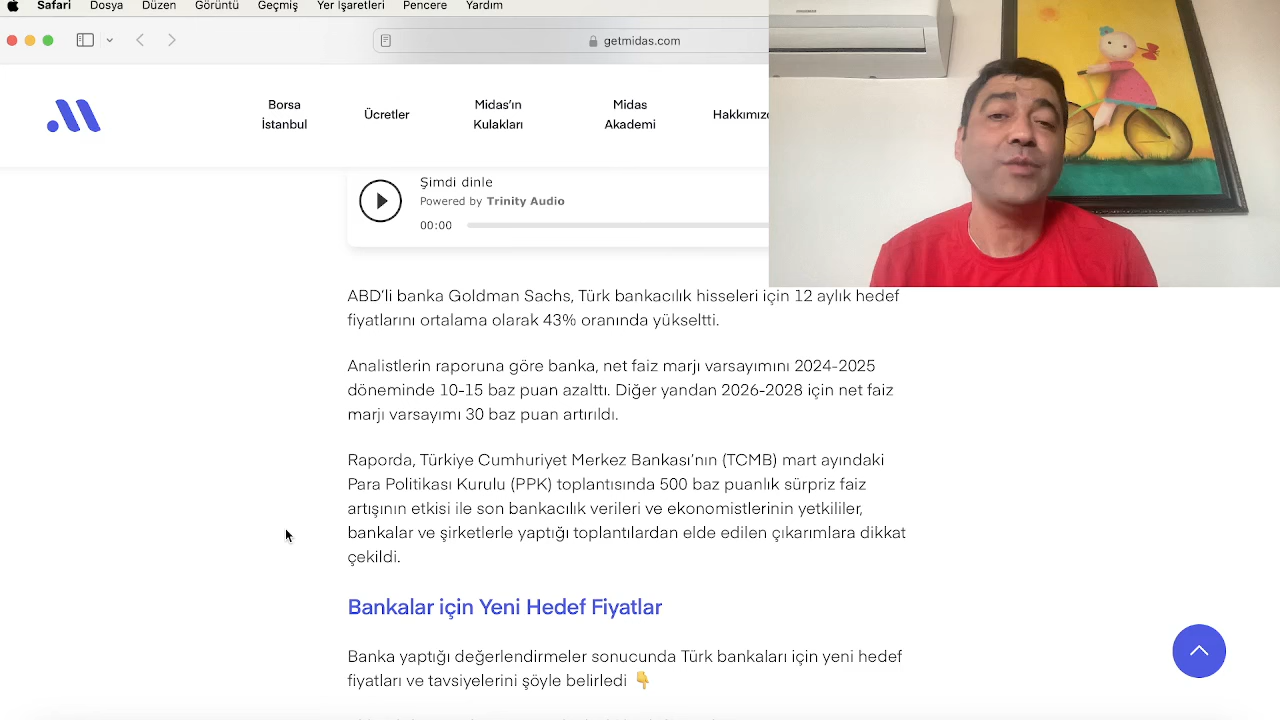 Safari Dosya Düzen Görüntü Geçmiş Yer İşaretleri Pencere Yardım
getmidas.com
Borsa
İstanbul
Ücretler
Midas'ın
Kulakları
Midas
Akademi
Hakkımızd
Şimdi dinle
Powered by Trinity Audio
00:00
ABD'li banka Goldman Sachs, Türk bankacılık hisseleri için 12 aylık hedef
fiyatlarını ortalama olarak 43% oranında yükseltti.
Analistlerin raporuna göre banka, net faiz marjı varsayımını 2024-2025
döneminde 10-15 baz puan azalttı. Diğer yandan 2026-2028 için net faiz
marjı varsayımı 30 baz puan artırıldı.
Raporda, Türkiye Cumhuriyet Merkez Bankası'nın (TCMB) mart ayındaki
Para Politikası Kurulu (PPK) toplantısında 500 baz puanlık sürpriz faiz
artışının etkisi ile son bankacılık verileri ve ekonomistlerinin yetkililer,
bankalar ve şirketlerle yaptığı toplantılardan elde edilen çıkarımlara dikkat
çekildi.
Bankalar için Yeni Hedef Fiyatlar
Banka yaptığı değerlendirmeler sonucunda Türk bankaları için yeni hedef
fiyatları ve tavsiyelerini şöyle belirledi 👇